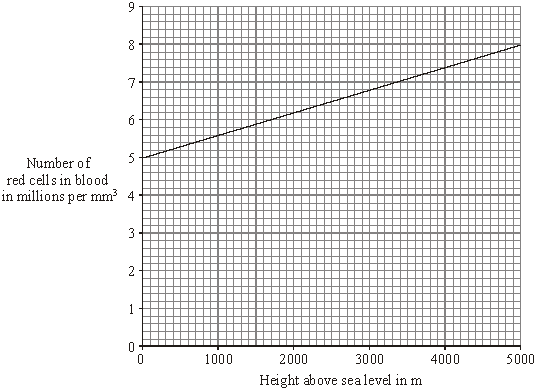 9
8
7
6
5
4
3
2
1
0
Number of
red cells in blood
in millions per mm³
0 1000 2000 3000 4000 5000
Height above sea level in m